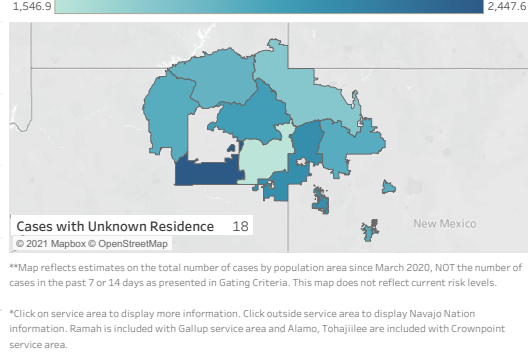 1,546.9 2,447.6
New Mexico
Cases with Unknown Residence 18
© 2021 Mapbox © OpenStreetMap
**Map reflects estimates on the total number of cases by population area since March 2020, NOT the number of
cases in the past 7 or 14 days as presented in Gating Criteria. This map does not reflect current risk levels.
*Click on service area to display more information. Click outside service area to display Navajo Nation
information. Ramah is included with Gallup service area and Alamo, Tohajiilee are included with Crownpoint
service area.